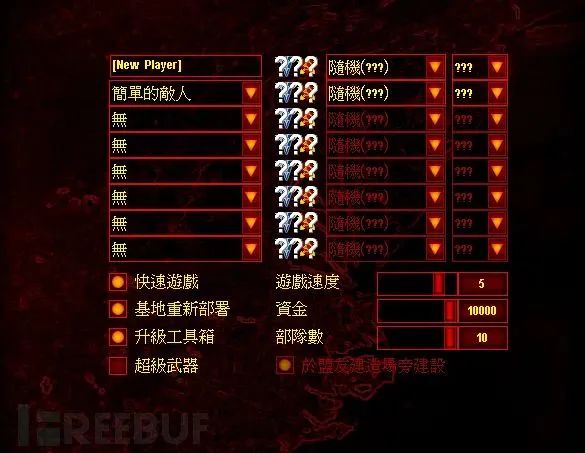 [New Player] ??? 隨機(???) ???
簡單的敵人 ??? 隨機(???) ???
無 ??? 隨機(???) ???
無 ??? 隨機(???) ???
無 ??? 隨機(???) ???
無 ??? 隨機(???) ???
無 ??? 隨機(???) ???
無 ??? 隨機(???) ???
快速遊戲 遊戲速度 5
基地重新部署 資金 10000
升級工具箱 部隊數 10
超級武器 於盟友建造場旁建設
REEBUF